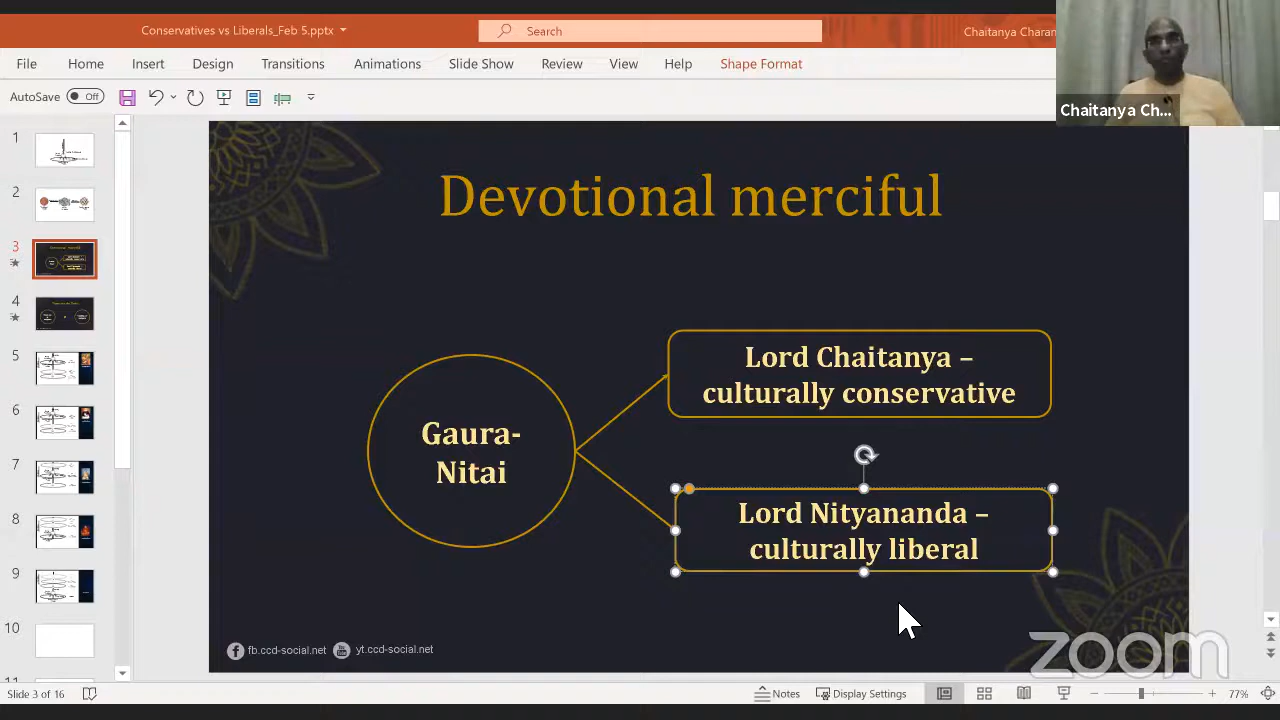 Conservatives vs Liberals_Feb 5.pptx
Search
Chaitanya Charan
File Home Insert Design Transitions Animations Slide Show Review View Help Shape Format
Chaitanya Ch...
AutoSave Off
1
2
3
4
5
6
7
8
9
10
Devotional merciful
Gaura-
Nitai
Lord Chaitanya –
culturally conservative
Lord Nityananda –
culturally liberal
fb.ccd-social.net yt.ccd-social.net
zoom
Slide 3 of 16 Notes Display Settings 77%